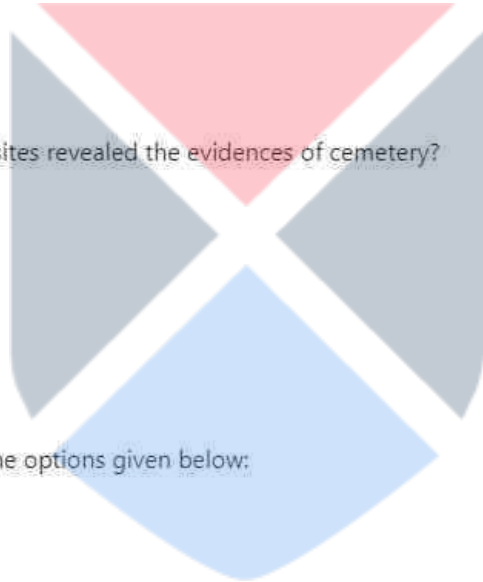 sites revealed the evidences of cemetery?
he options given below: